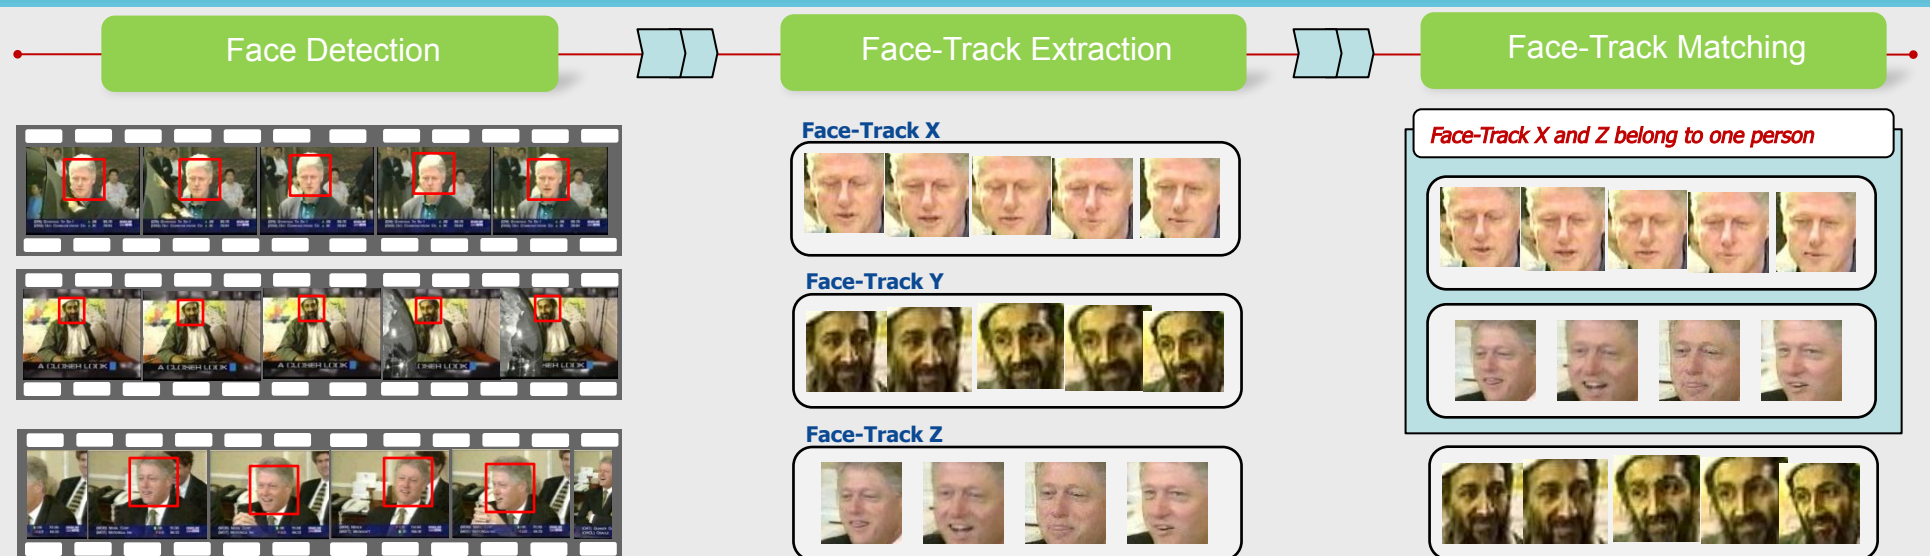 Face Detection
Face-Track Extraction
Face-Track Matching
Face-Track X
Face-Track X and Z belong to one person
Face-Track Y
A CLOSER LOOK
A CLOSER LOOK
A CLOSER LOOK
Face-Track Z